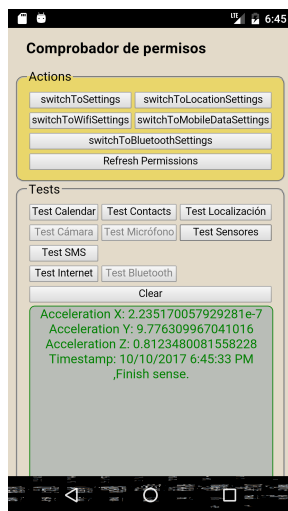 LTE 6:45
Comprobador de permisos
Actions
switchToSettings switchToLocationSettings
switchToWifiSettings switchToMobileDataSettings
switchToBluetoothSettings
Refresh Permissions
Tests
Test Calendar Test Contacts Test Localización
Test Cámara Test Micrófono Test Sensores
Test SMS
Test Internet Test Bluetooth
Clear
Acceleration X: 2.235170057929281e-7
Acceleration Y: 9.776309967041016
Acceleration Z: 0.8123480081558228
Timestamp: 10/10/2017 6:45:33 PM
,Finish sense.